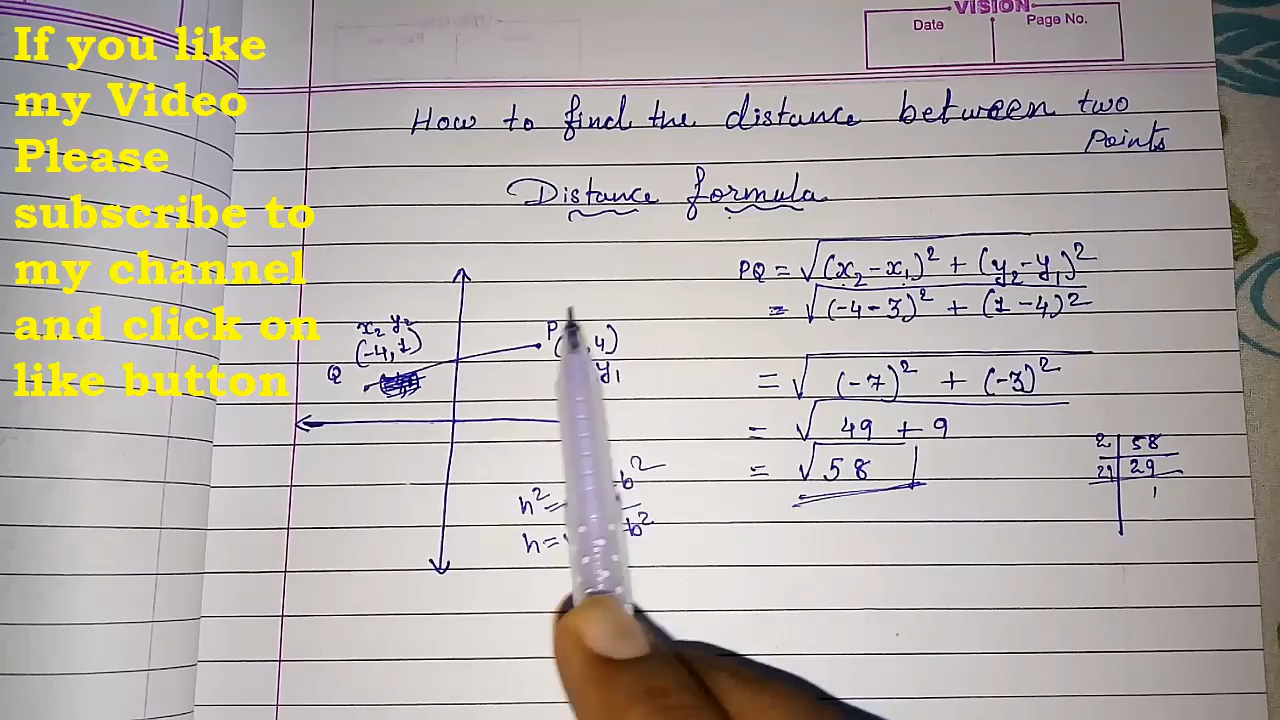 If you like
my Video
Please
subscribe to
my channel
and click on
like button
VISION
Date
Page No.
How to find the distance between two
Points
Distance formula
PQ = √(x₂-x₁)² + (y₂-y₁)²
= √(-4-3)² + (1-4)²
= √(-7)² + (-3)²
= √49 + 9
= √58
2 58
29 29
1
x₂ y₂
(-4,1)
Q
P
4)
y₁
h²= b²
h=√ b²